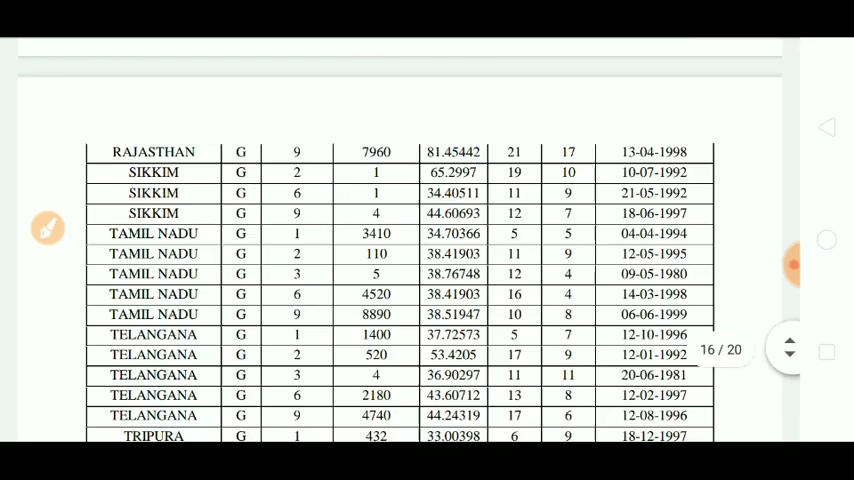 RAJASTHAN G 9 7960 81.45442 21 17 13-04-1998
SIKKIM G 2 1 65.2997 19 10 10-07-1992
SIKKIM G 6 1 34.40511 11 9 21-05-1992
SIKKIM G 9 4 44.60693 12 7 18-06-1997
TAMIL NADU G 1 3410 34.70366 5 5 04-04-1994
TAMIL NADU G 2 110 38.41903 11 9 12-05-1995
TAMIL NADU G 3 5 38.76748 12 4 09-05-1980
TAMIL NADU G 6 4520 38.41903 16 4 14-03-1998
TAMIL NADU G 9 8890 38.51947 10 8 06-06-1999
TELANGANA G 1 1400 37.72573 5 7 12-10-1996
TELANGANA G 2 520 53.4205 17 9 12-01-1992
16 / 20
TELANGANA G 3 4 36.90297 11 11 20-06-1981
TELANGANA G 6 2180 43.60712 13 8 12-02-1997
TELANGANA G 9 4740 44.24319 17 6 12-08-1996
TRIPURA G 1 432 33.00398 6 9 18-12-1997